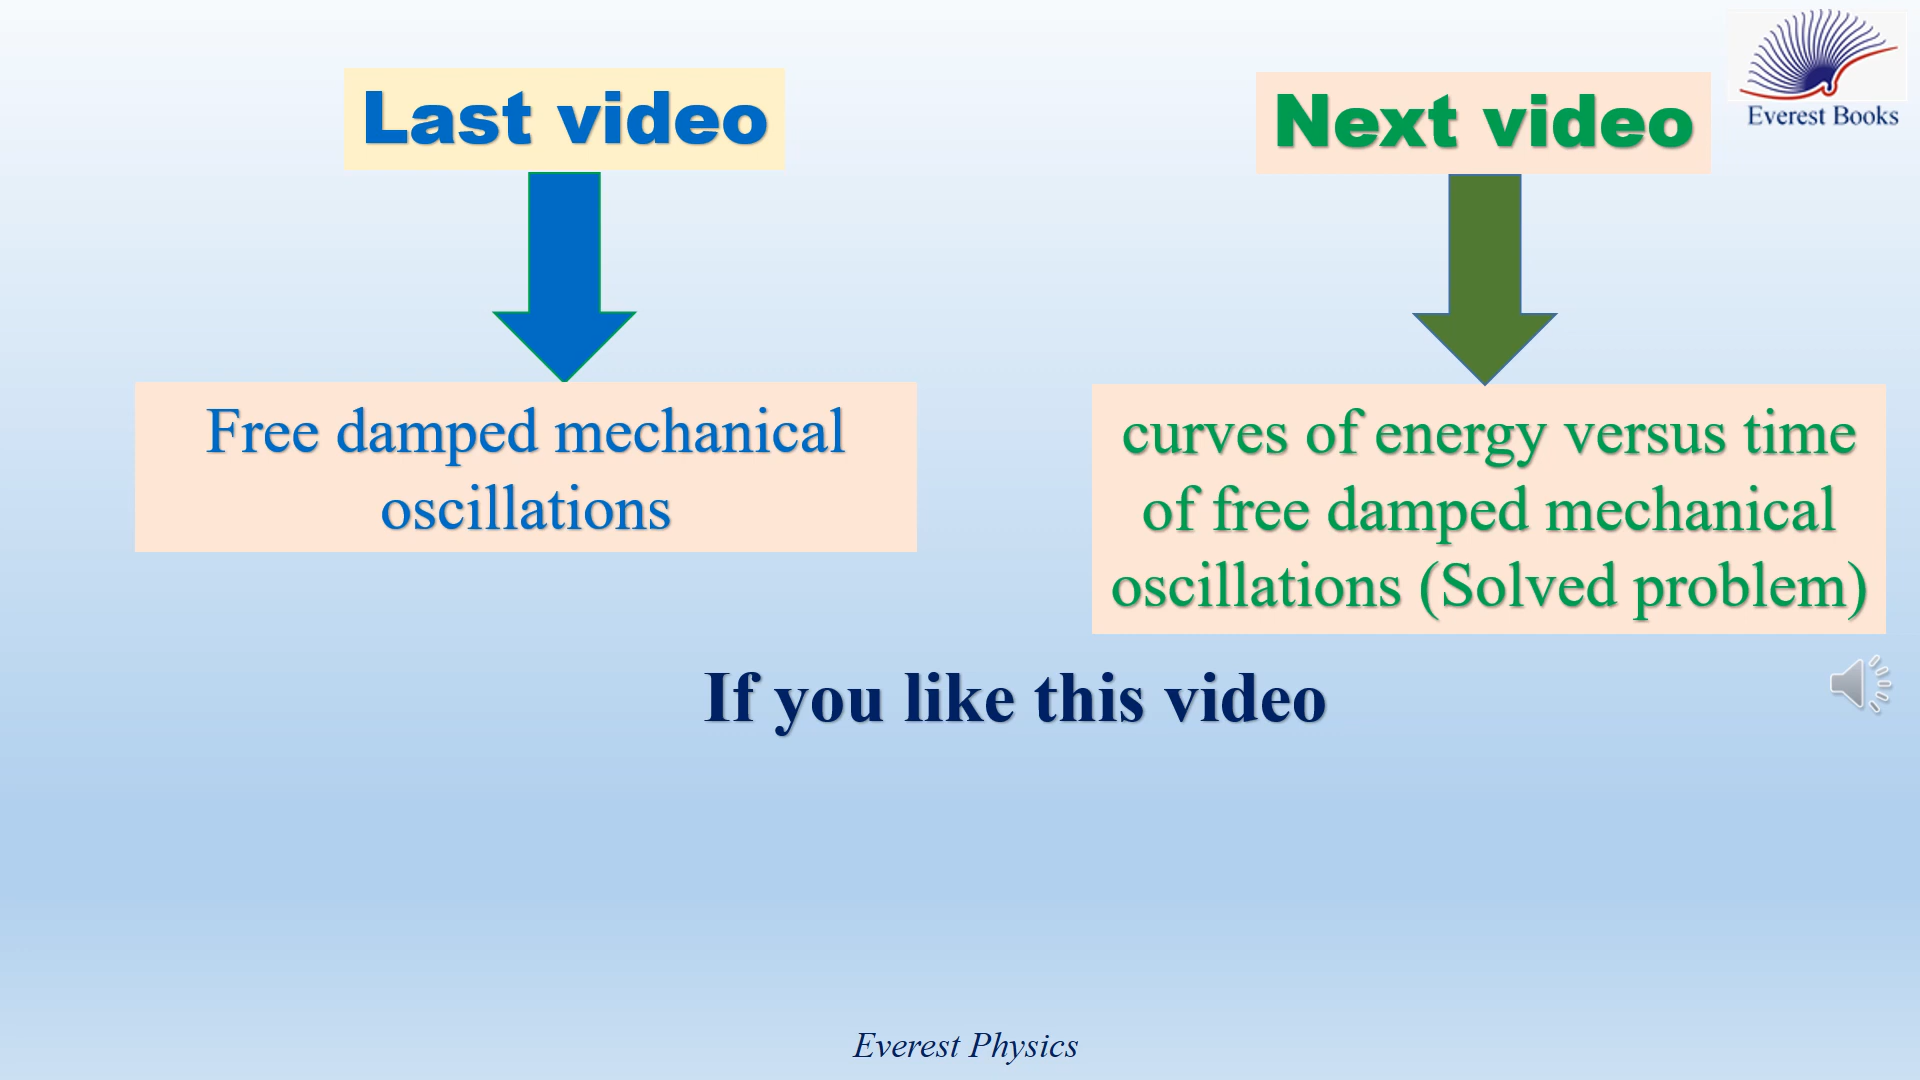 Last video
Next video
Everest Books
Free damped mechanical
oscillations
curves of energy versus time
of free damped mechanical
oscillations (Solved problem)
If you like this video
Everest Physics